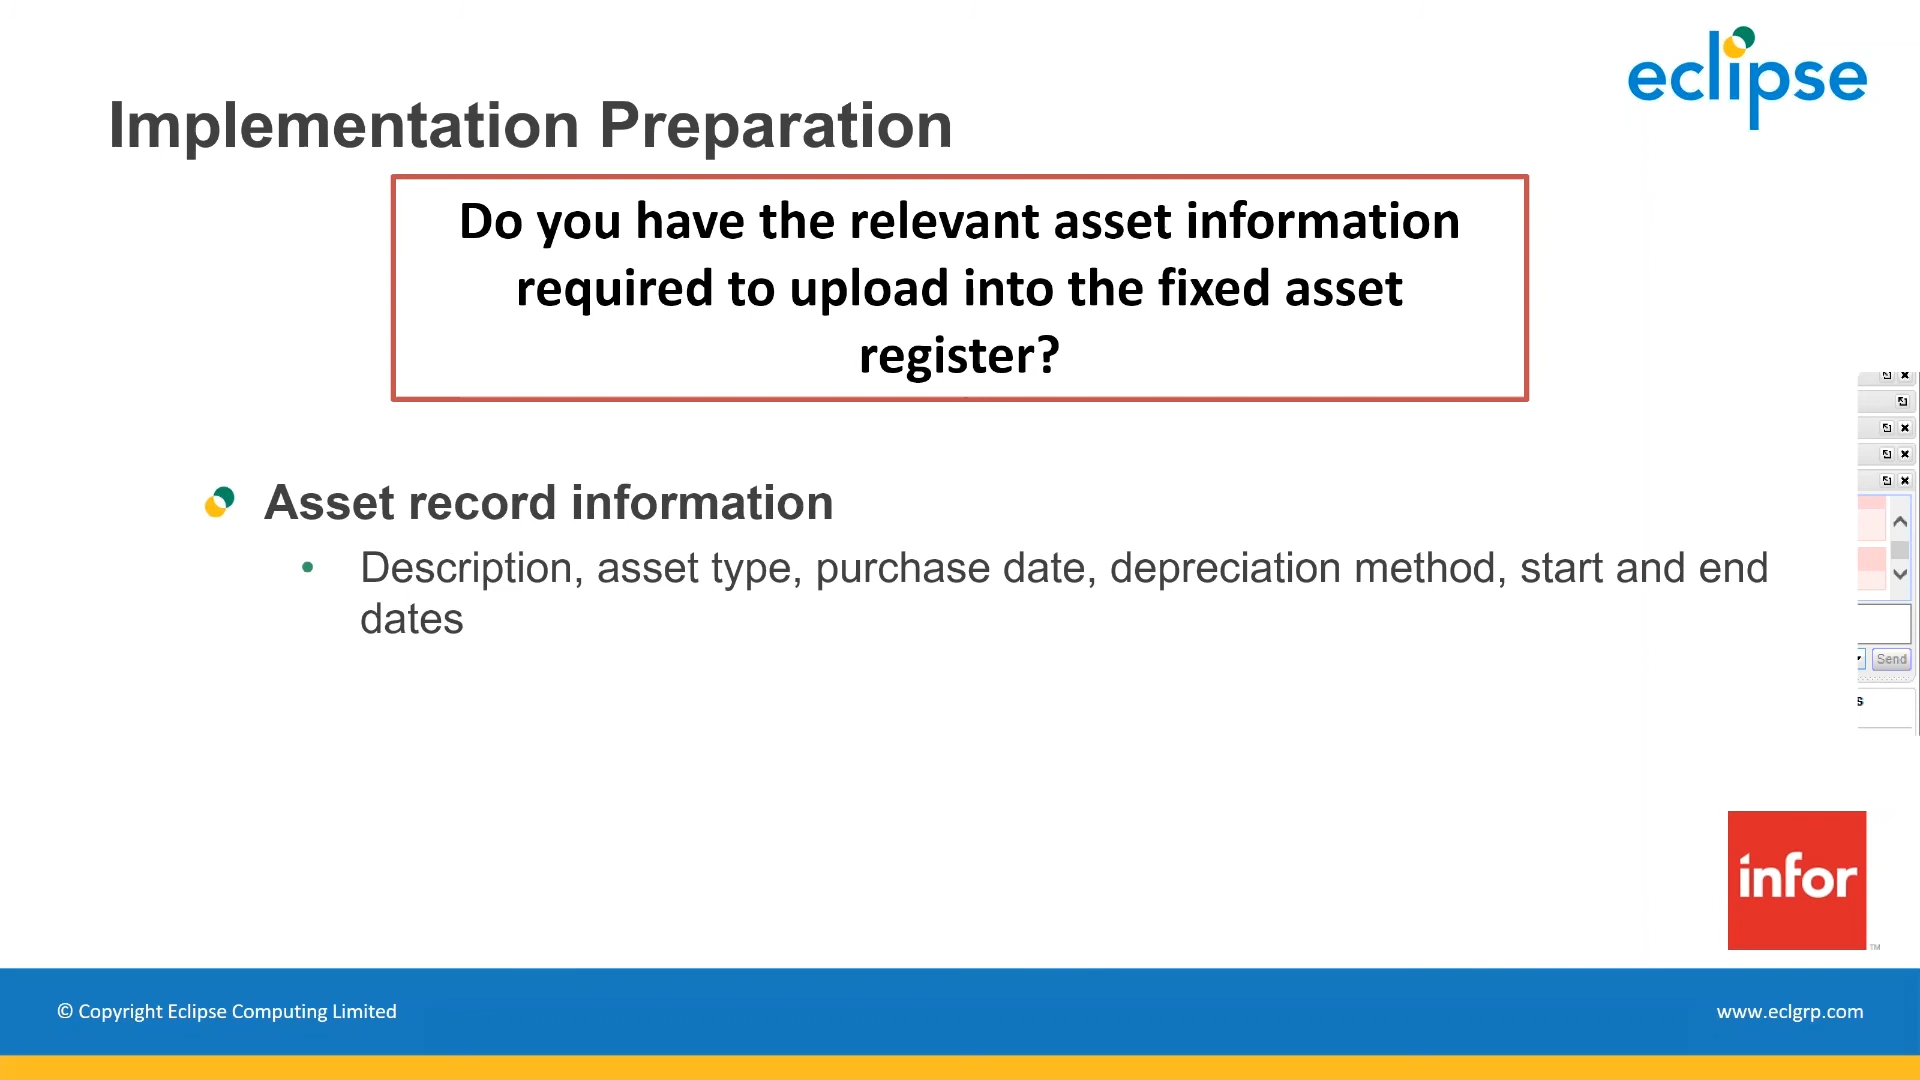 eclipse
Implementation Preparation
Do you have the relevant asset information
required to upload into the fixed asset
register?
Asset record information
• Description, asset type, purchase date, depreciation method, start and end
dates
Send
s
infor
TM
© Copyright Eclipse Computing Limited
www.eclgrp.com